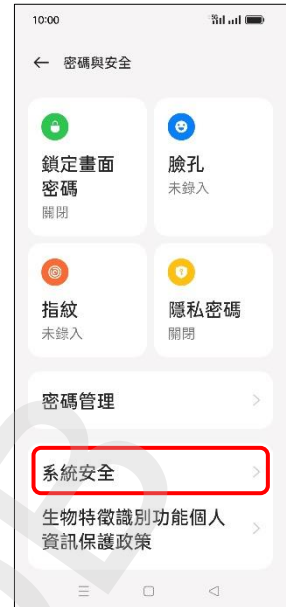 10:00
密碼與安全
鎖定畫面
密碼
關閉
臉孔
未錄入
指紋
未錄入
隱私密碼
關閉
密碼管理
系統安全
生物特徵識別功能個人
資訊保護政策